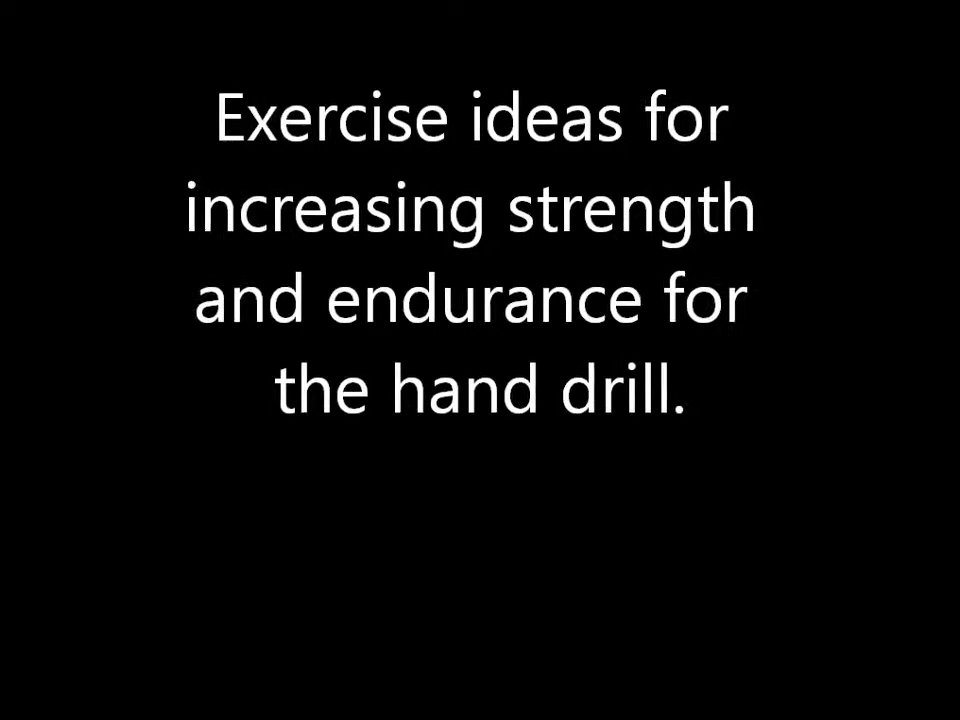 Exercise ideas for
increasing strength
and endurance for
the hand drill.